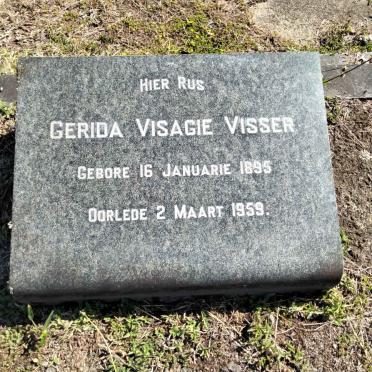 Hier Rus
Gerida Visagie Visser
Gebore 16 Januarie 1895
Oorlede 2 Maart 1959.